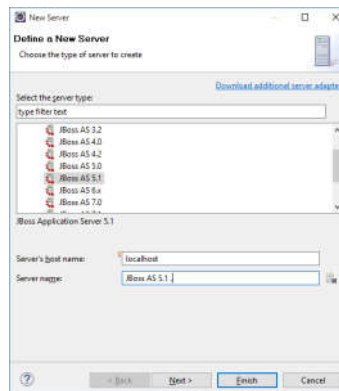 New Server
Define a New Server
Choose the type of server to create
Download additional server adapte
Select the server type:
type filter text
JBoss AS 3.2
JBoss AS 4.0
JBoss AS 4.2
JBoss AS 5.0
JBoss AS 5.1
JBoss AS 6.x
JBoss AS 7.0
JBoss Application Server 5.1
Server's host name: localhost
Server name: JBoss AS 5.1
? < Back Next > Finish Cancel